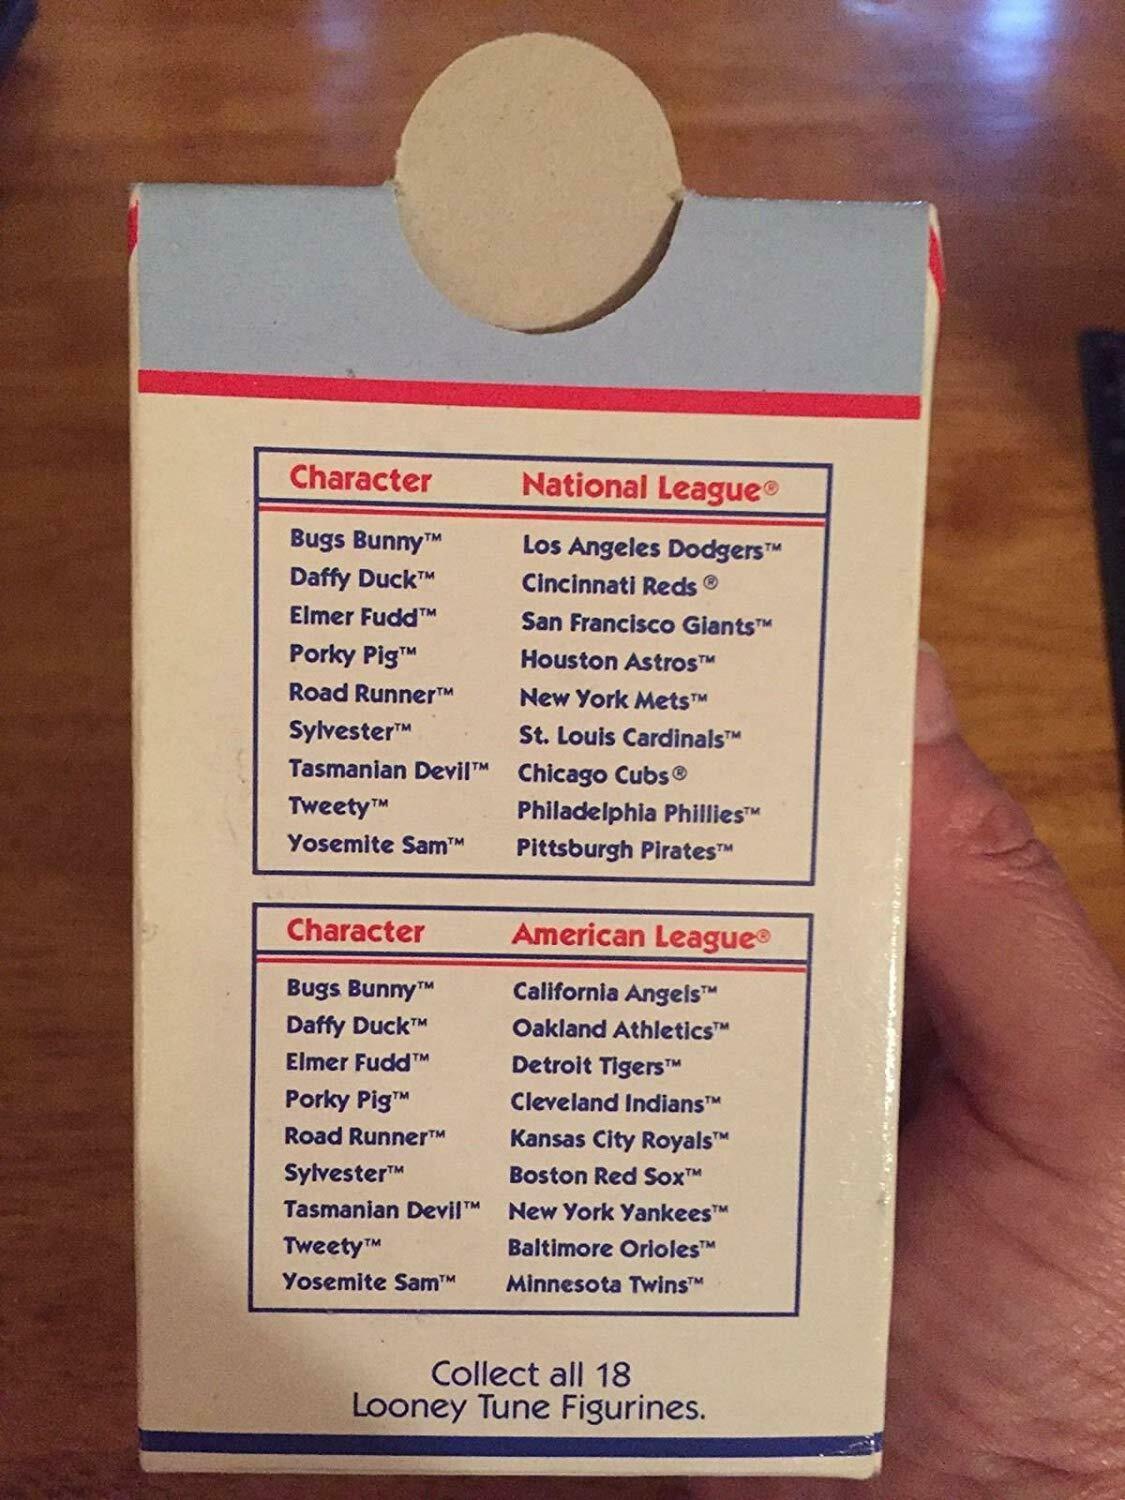 Character National League®
Bugs Bunny™ Los Angeles Dodgers™
Daffy Duck™ Cincinnati Reds ®
Elmer Fudd™ San Francisco Giants™
Porky Pig™ Houston Astros™
Road Runner™ New York Mets™
Sylvester™ St. Louis Cardinals™
Tasmanian Devil™ Chicago Cubs®
Tweety™ Philadelphia Phillies™
Yosemite Sam™ Pittsburgh Pirates™
Character American League®
Bugs Bunny™ California Angels™
Daffy Duck™ Oakland Athletics™
Elmer Fudd™ Detroit Tigers™
Porky Pig™ Cleveland Indians™
Road Runner™ Kansas City Royals™
Sylvester™ Boston Red Sox™
Tasmanian Devil™ New York Yankees™
Tweety™ Baltimore Orioles™
Yosemite Sam™ Minnesota Twins™
Collect all 18
Looney Tune Figurines.